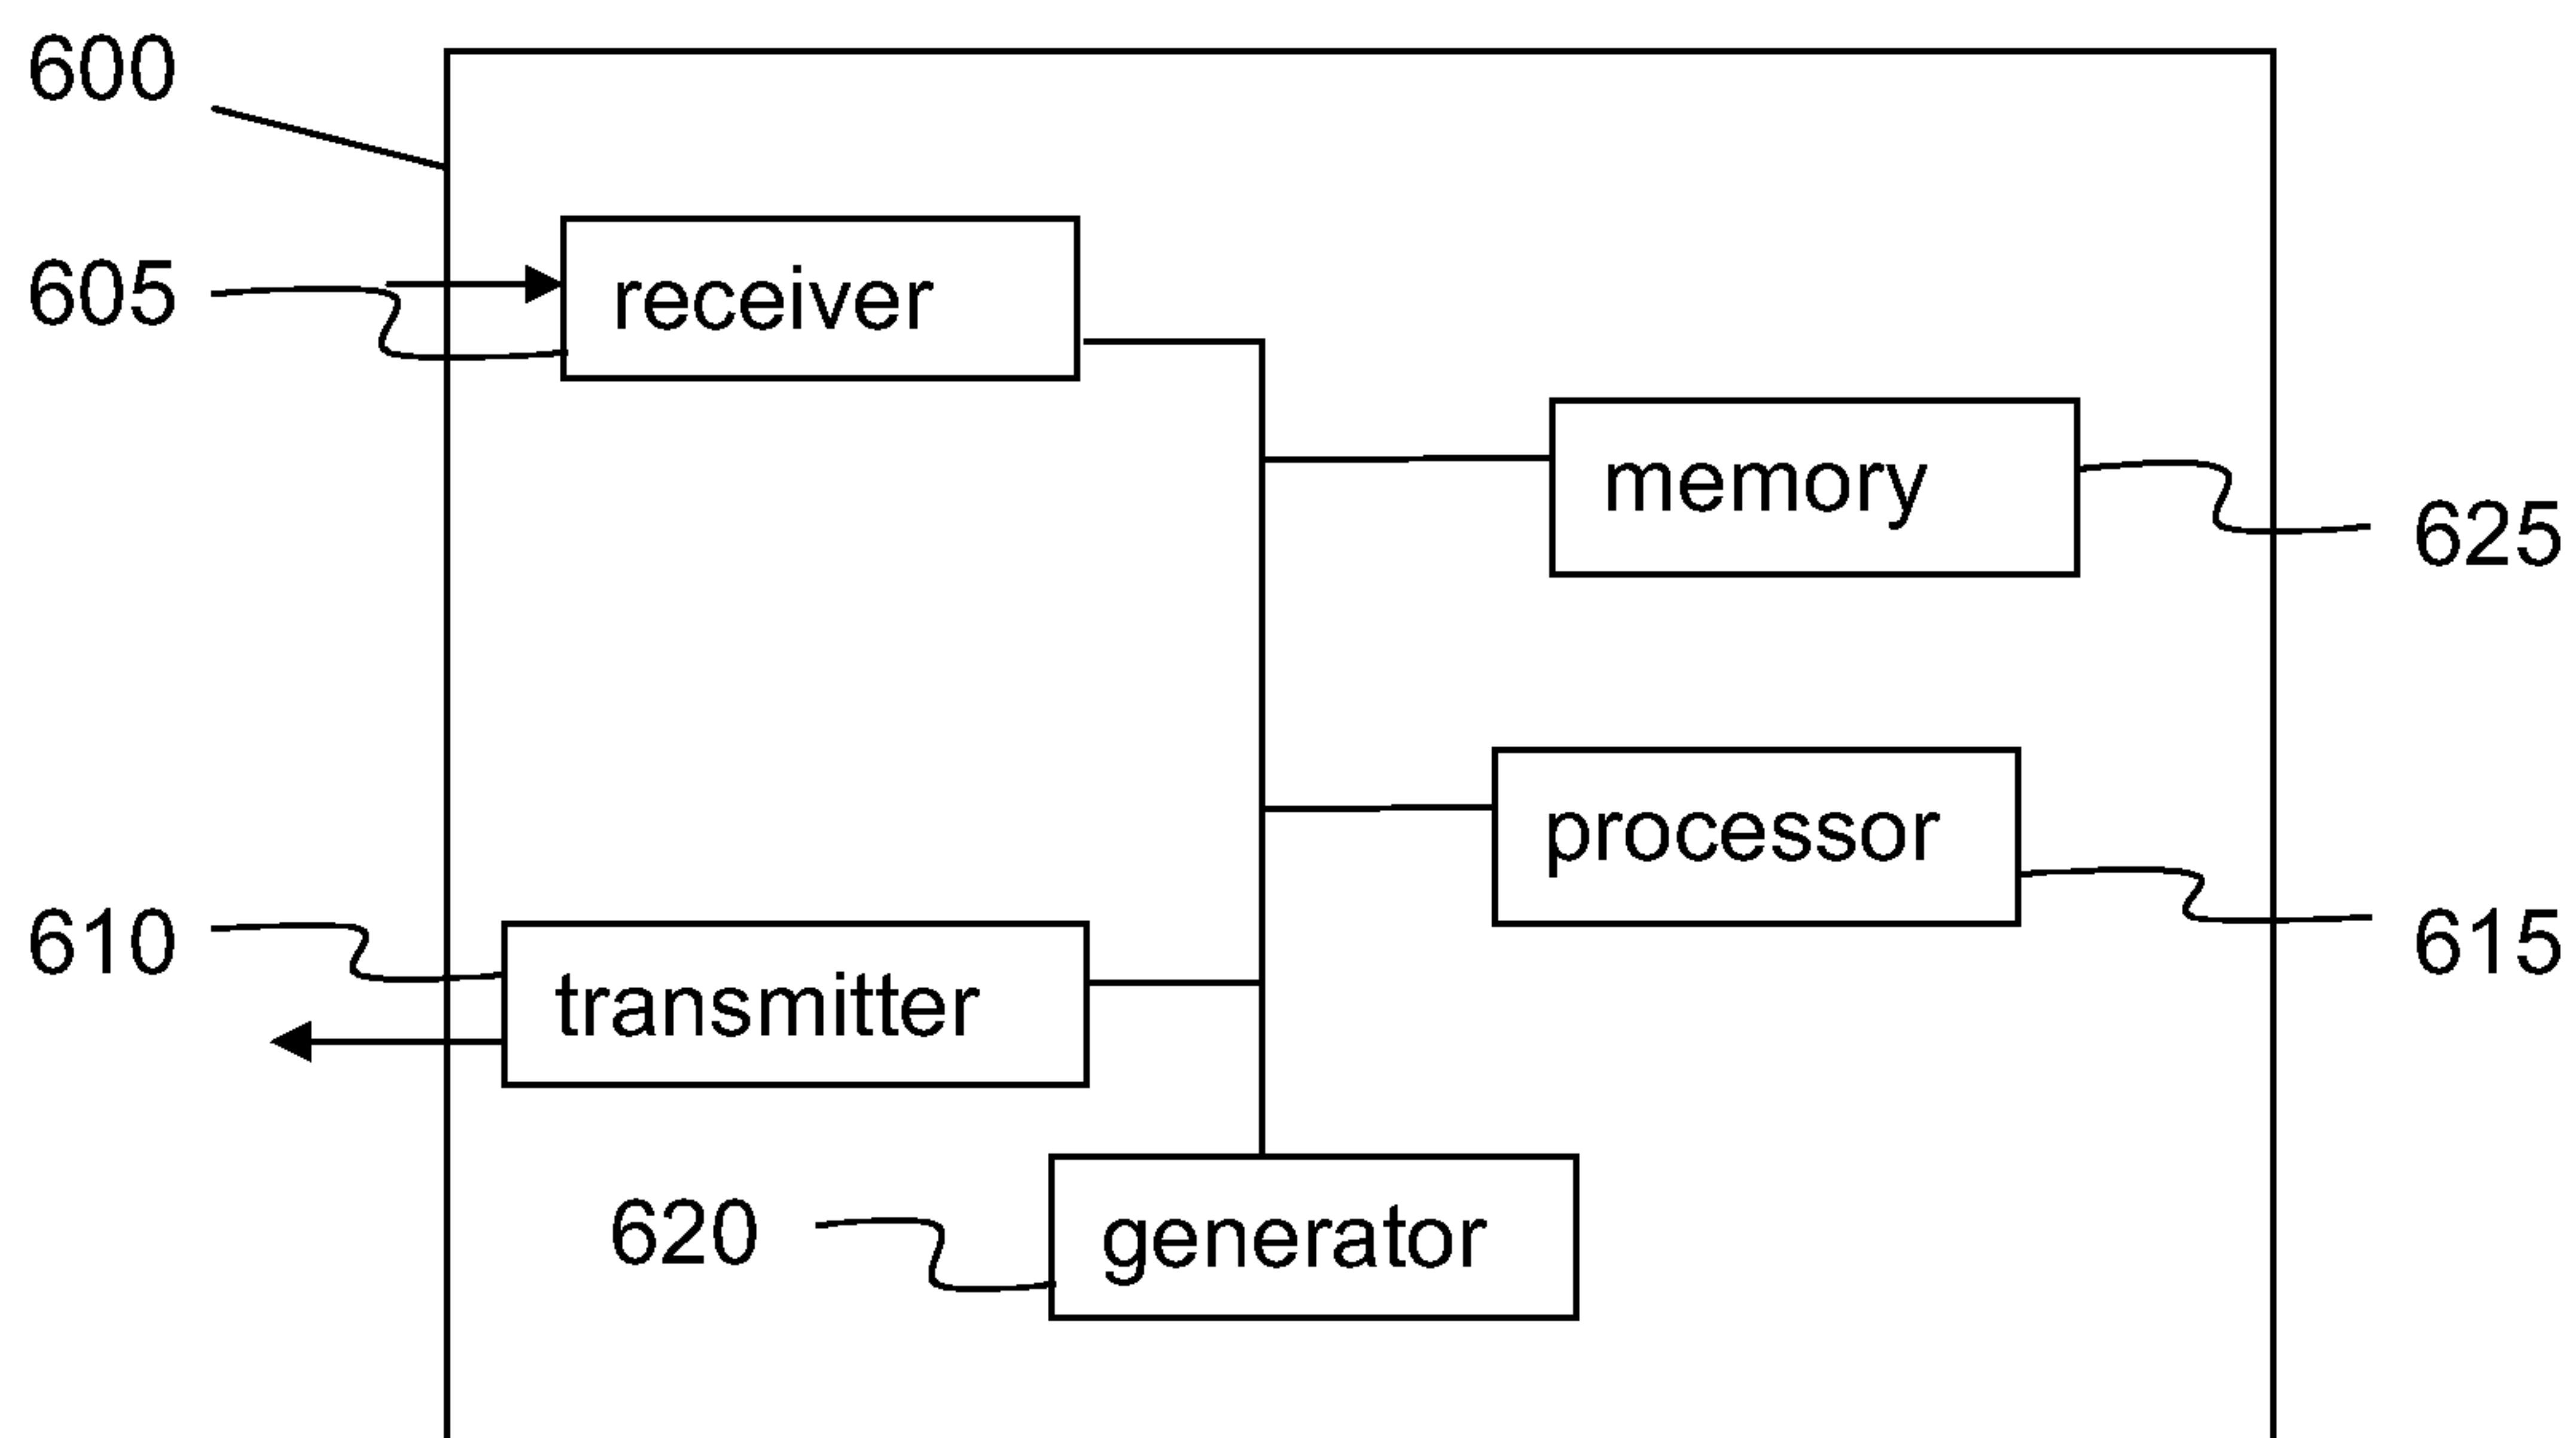 600
605
receiver
memory
625
processor
610
615
transmitter
620
generator